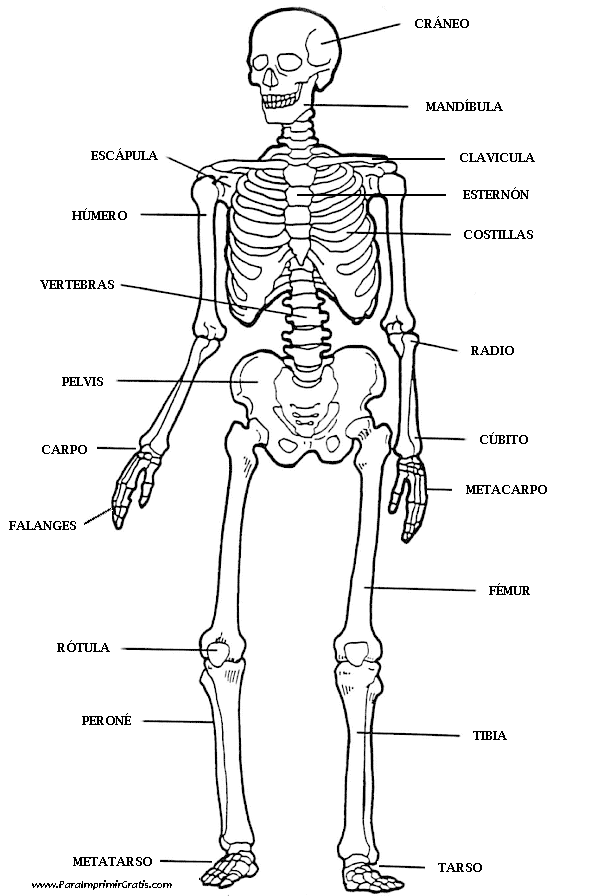 CRÁNEO
MANDÍBULA
ESCÁPULA
CLAVICULA
ESTERNÓN
HÚMERO
COSTILLAS
VERTEBRAS
RADIO
PELVIS
CÚBITO
CARPO
METACARPO
FALANGES
FÉMUR
RÓTULA
PERONÉ
TIBIA
METATARSO
TARSO
www.ParaImprimirGratis.com